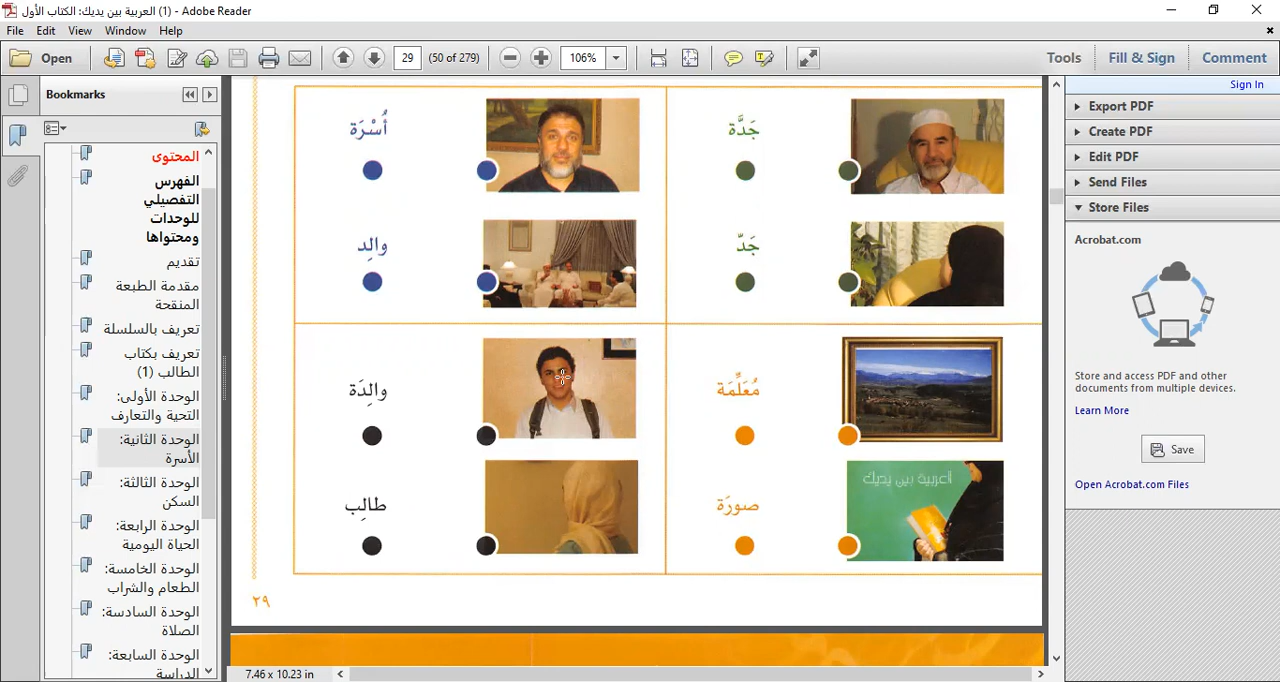 العربية بين يديك: الكتاب الأول (1) - Adobe Reader
File Edit View Window Help
Open 29 (50 of 279) 106% Tools Fill & Sign Comment
Bookmarks
المحتوى
الفهرس
التفصيلي
للوحدات
ومحتواها
تقديم
مقدمة الطبعة
المنقحة
تعريف بالسلسلة
تعريف بكتاب
الطالب (1)
الوحدة الأولى:
التحية والتعارف
الوحدة الثانية:
الأسرة
الوحدة الثالثة:
السكن
الوحدة الرابعة:
الحياة اليومية
الوحدة الخامسة:
الطعام والشراب
الوحدة السادسة:
الصلاة
الوحدة السابعة:
الدراسة
جَدَّة
أُسْرَة
جَدّ
والِد
مُعَلِّمَة
والِدَة
العربية بين يديك
صورَة
طالِب
٢٩
7.46 x 10.23 in
Sign In
Export PDF
Create PDF
Edit PDF
Send Files
Store Files
Acrobat.com
Store and access PDF and other
documents from multiple devices.
Learn More
Save
Open Acrobat.com Files